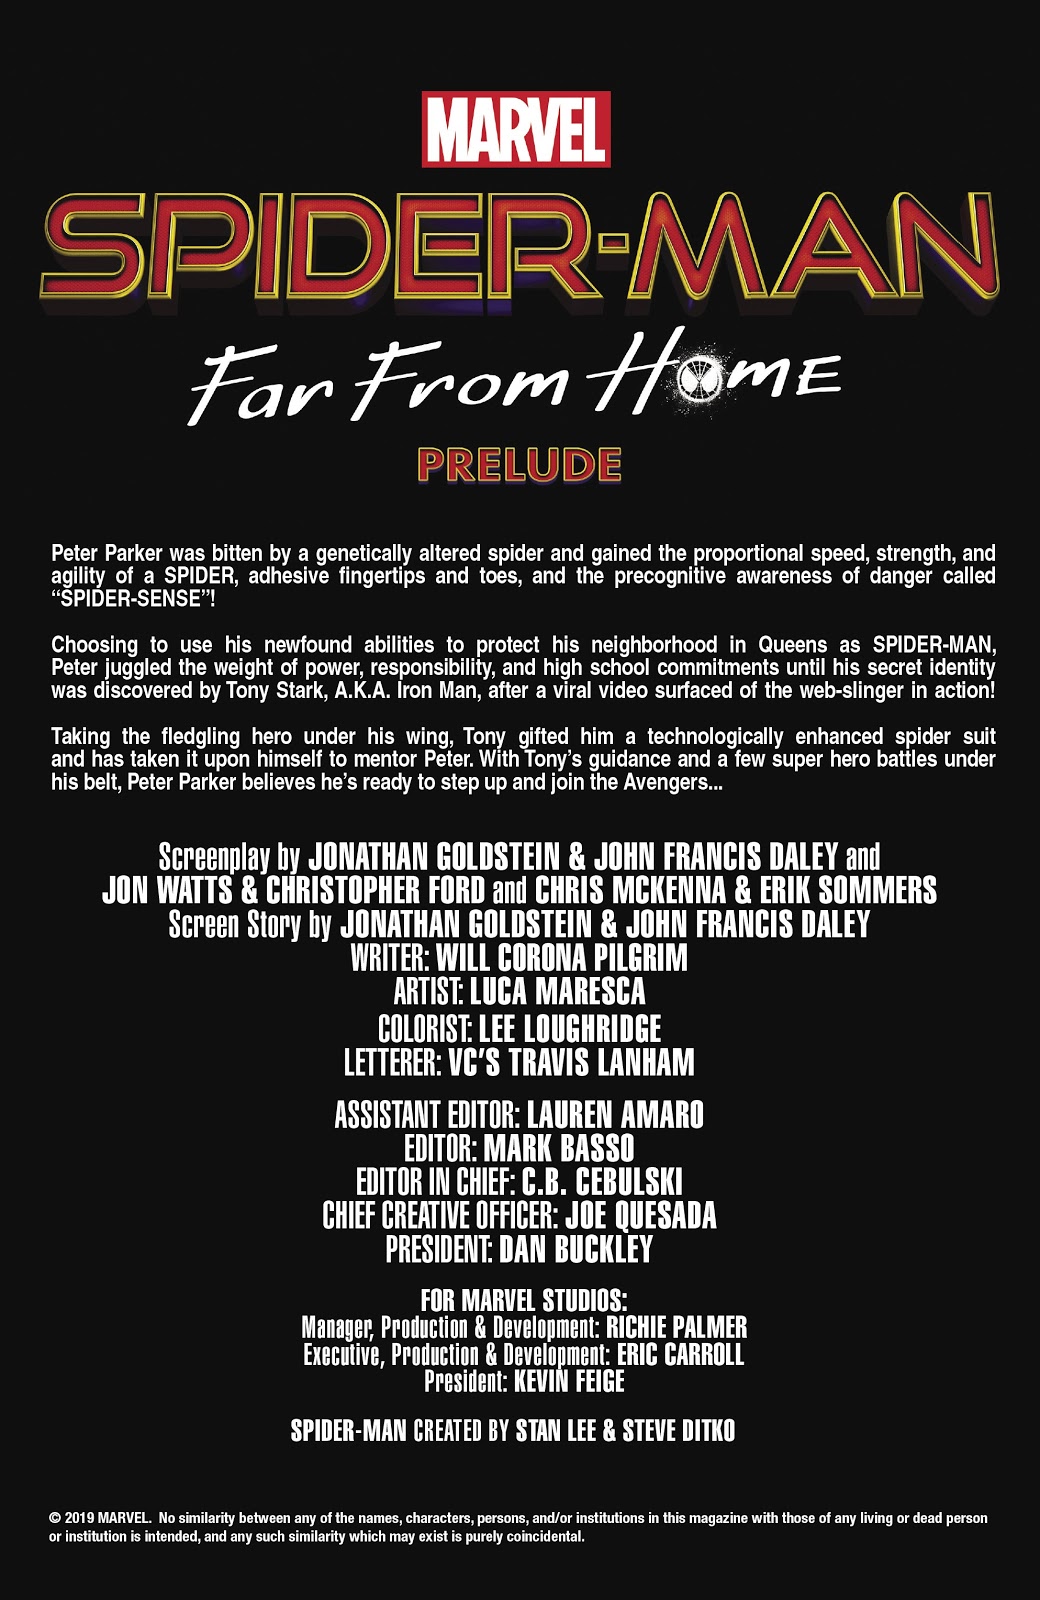 MARVEL
SPIDER-MAN
Far From Home
PRELUDE
Peter Parker was bitten by a genetically altered spider and gained the proportional speed, strength, and
agility of a SPIDER, adhesive fingertips and toes, and the precognitive awareness of danger called
“SPIDER-SENSE”!
Choosing to use his newfound abilities to protect his neighborhood in Queens as SPIDER-MAN,
Peter juggled the weight of power, responsibility, and high school commitments until his secret identity
was discovered by Tony Stark, A.K.A. Iron Man, after a viral video surfaced of the web-slinger in action!
Taking the fledgling hero under his wing, Tony gifted him a technologically enhanced spider suit
and has taken it upon himself to mentor Peter. With Tony’s guidance and a few super hero battles under
his belt, Peter Parker believes he’s ready to step up and join the Avengers...
Screenplay by JONATHAN GOLDSTEIN & JOHN FRANCIS DALEY and
JON WATTS & CHRISTOPHER FORD and CHRIS MCKENNA & ERIK SOMMERS
Screen Story by JONATHAN GOLDSTEIN & JOHN FRANCIS DALEY
WRITER: WILL CORONA PILGRIM
ARTIST: LUCA MARESCA
COLORIST: LEE LOUGHRIDGE
LETTERER: VC’S TRAVIS LANHAM
ASSISTANT EDITOR: LAUREN AMARO
EDITOR: MARK BASSO
EDITOR IN CHIEF: C.B. CEBULSKI
CHIEF CREATIVE OFFICER: JOE QUESADA
PRESIDENT: DAN BUCKLEY
FOR MARVEL STUDIOS:
Manager, Production & Development: RICHIE PALMER
Executive, Production & Development: ERIC CARROLL
President: KEVIN FEIGE
SPIDER-MAN CREATED BY STAN LEE & STEVE DITKO
© 2019 MARVEL. No similarity between any of the names, characters, persons, and/or institutions in this magazine with those of any living or dead person
or institution is intended, and any such similarity which may exist is purely coincidental.